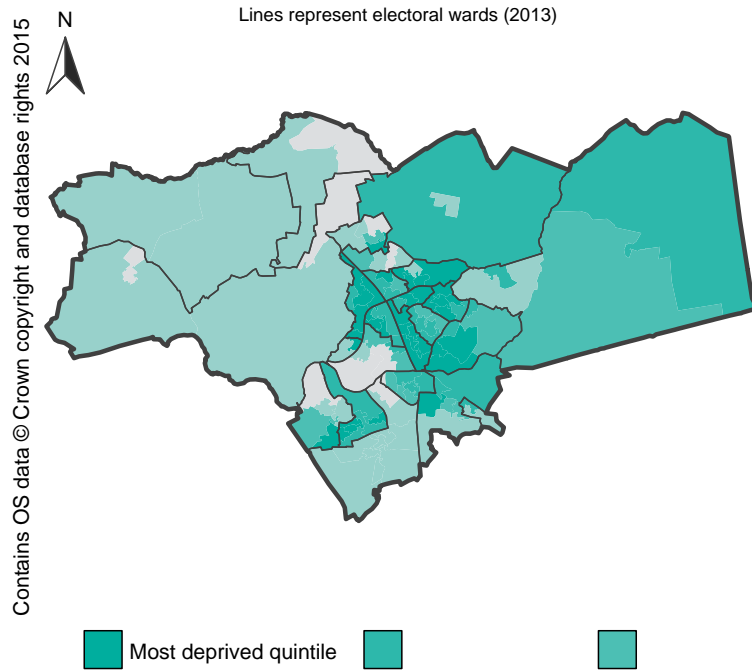 Lines represent electoral wards (2013)
N
Contains OS data © Crown copyright and database rights 2015
Most deprived quintile